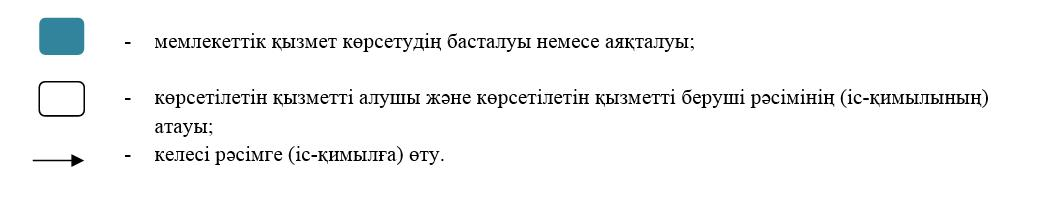 - мемлекеттік қызмет көрсетудің басталуы немесе аяқталуы;
- көрсетілетін қызметті алушы және көрсетілетін қызметті беруші рәсімінің (іс-қимылының)
атауы;
- келесі рәсімге (іс-қимылға) өту.